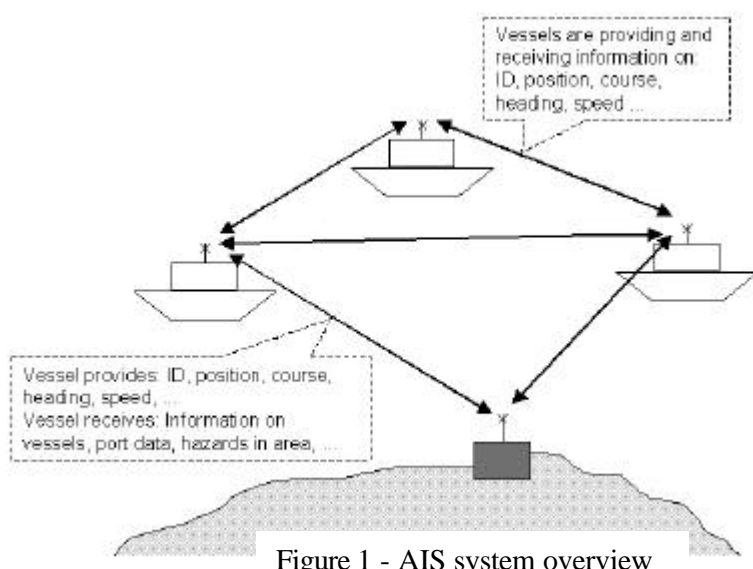 Vessels are providing and
receiving information on:
ID, position, course,
heading, speed ...
Vessel provides: ID, position, course,
heading, speed, ...
Vessel receives: Information on
vessels, port data, hazards in area, ...
Figure 1 - AIS system overview